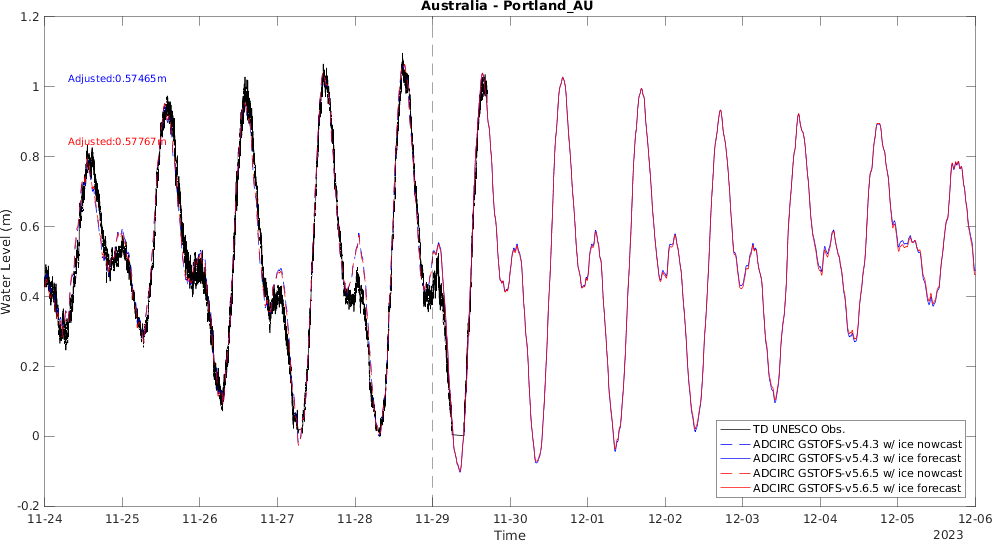 Australia - Portland_AU
1.2
1
0.8
0.6
0.4
0.2
0
-0.2
Water Level (m)
Adjusted:0.57465m
Adjusted:0.57767m
TD UNESCO Obs.
ADCIRC GSTOFS-v5.4.3 w/ ice nowcast
ADCIRC GSTOFS-v5.4.3 w/ ice forecast
ADCIRC GSTOFS-v5.6.5 w/ ice nowcast
ADCIRC GSTOFS-v5.6.5 w/ ice forecast
11-24 11-25 11-26 11-27 11-28 11-29 11-30 12-01 12-02 12-03 12-04 12-05 12-06
Time
2023